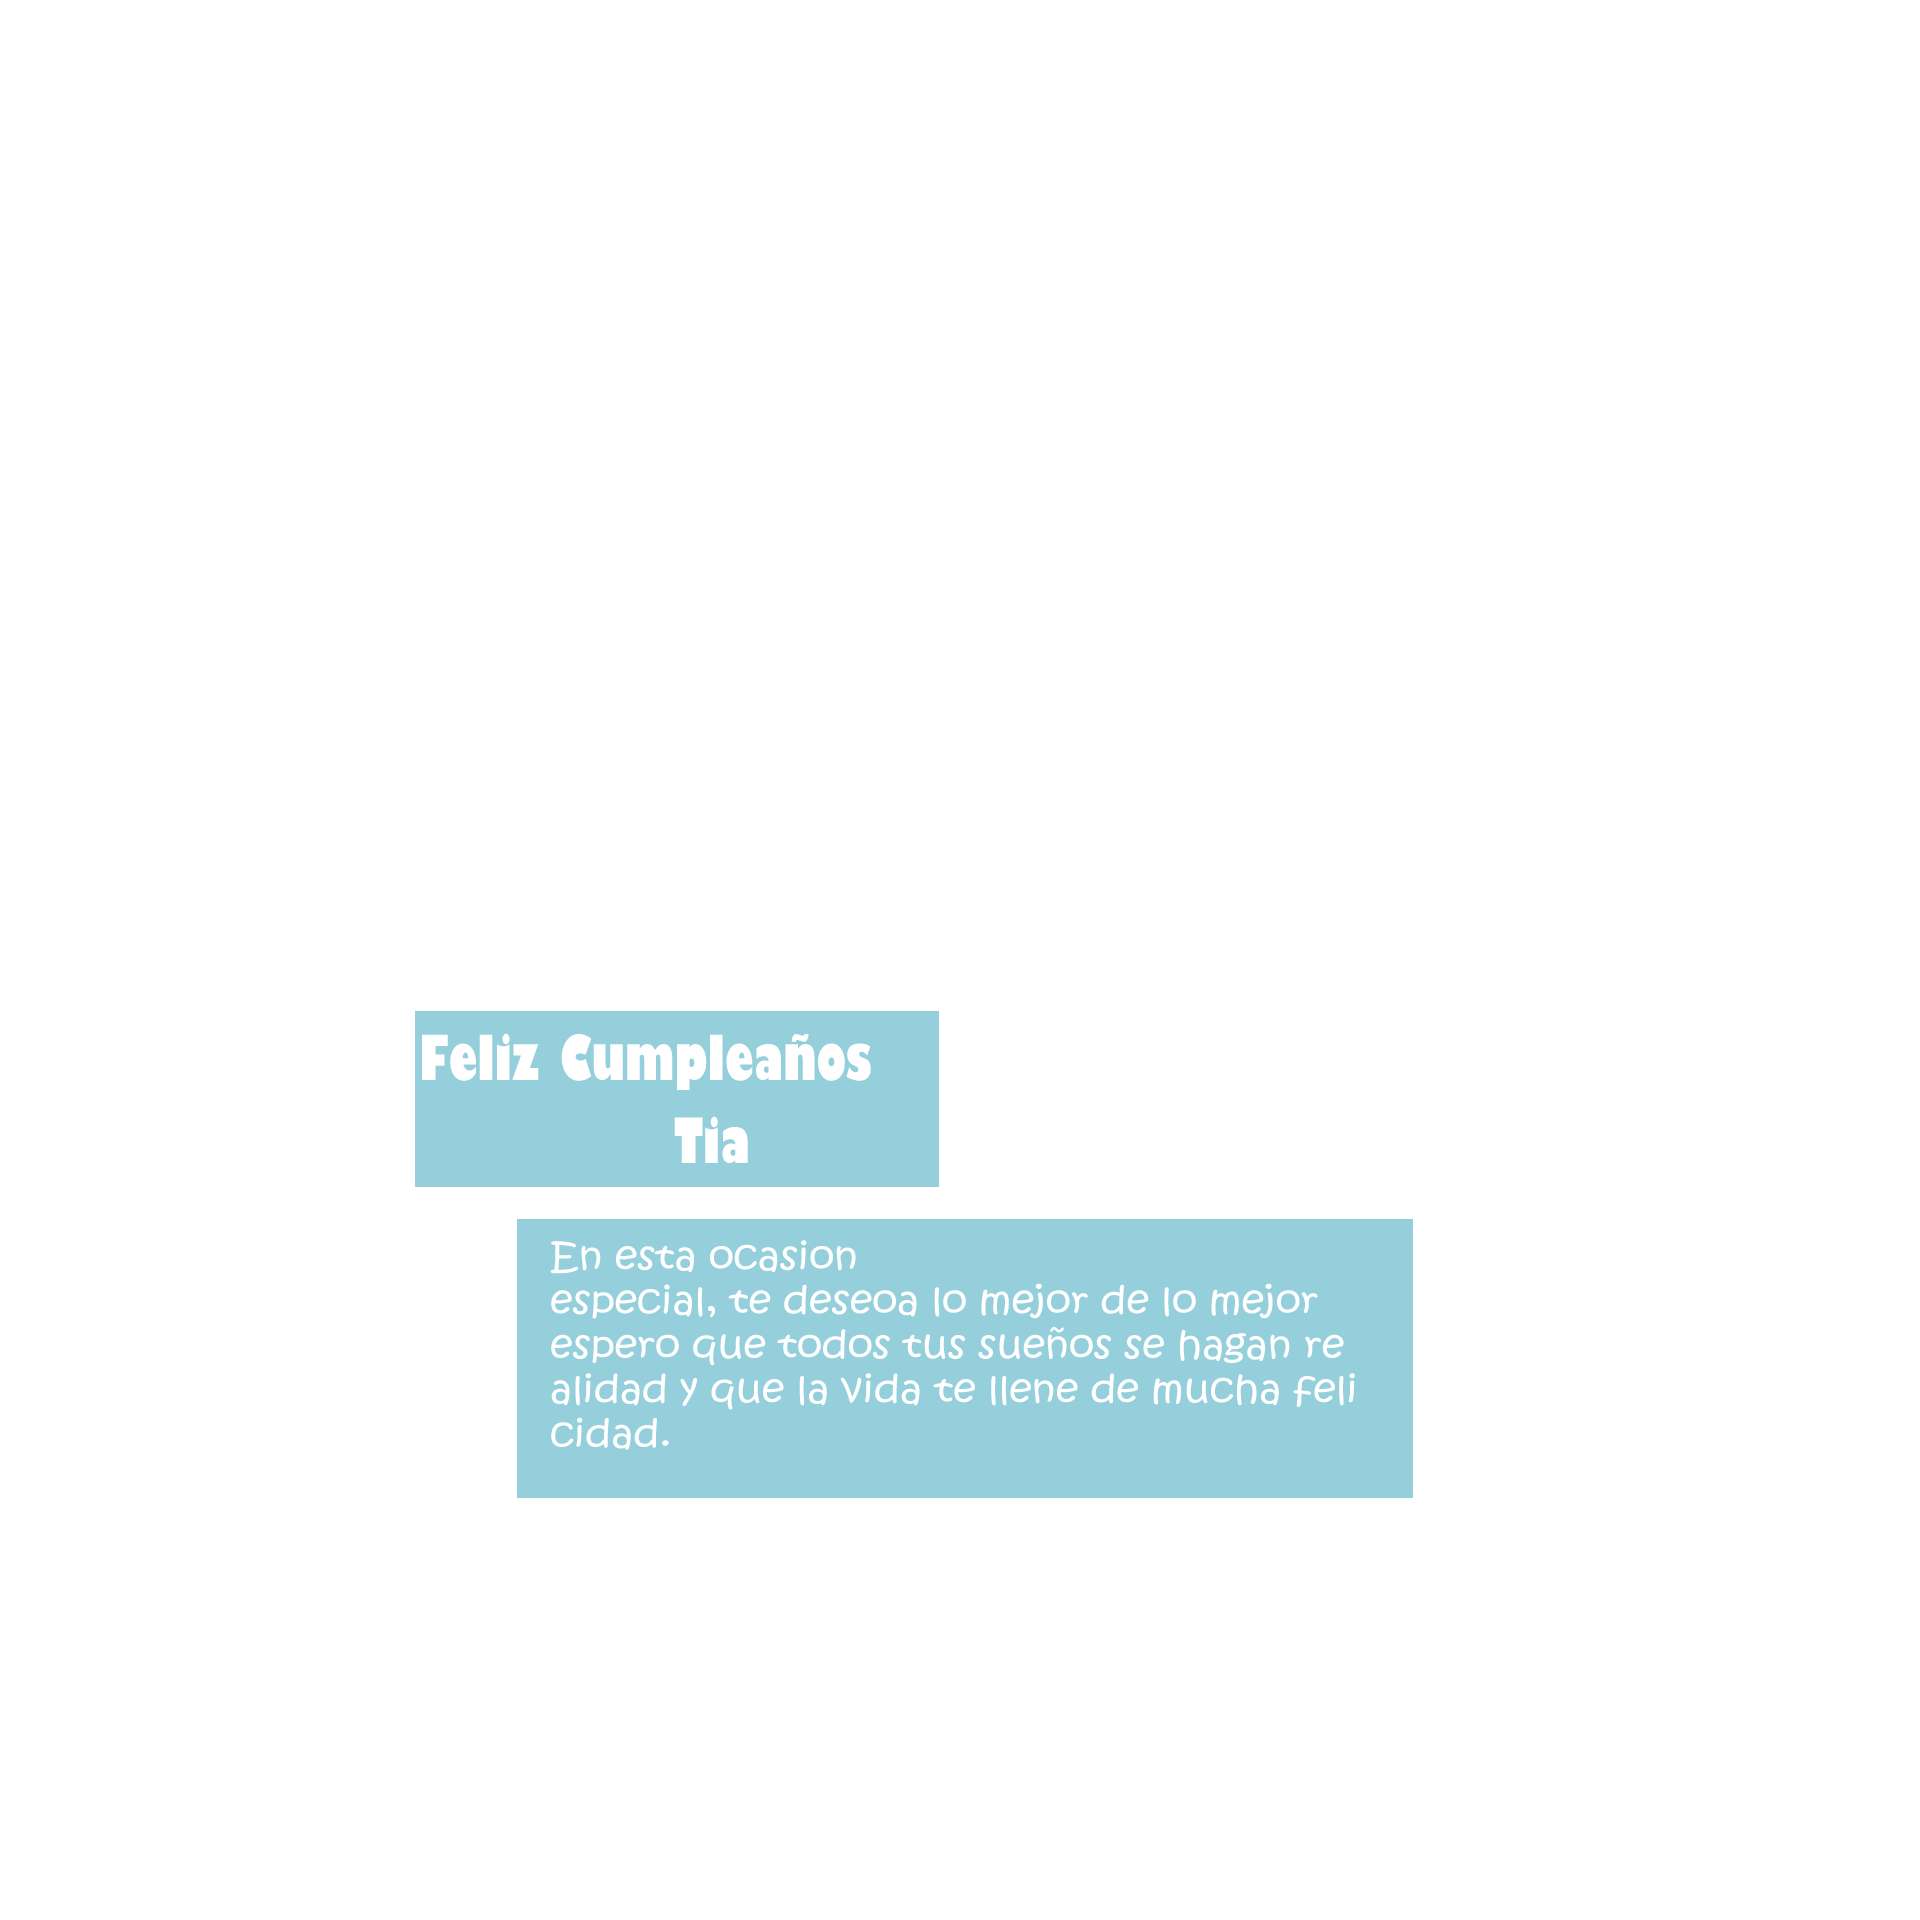 Feliz Cumpleaños
Tia
En esta ocasion
especial, te deseoa lo mejor de lo mejor
espero que todos tus sueños se hagan re
alidad y que la vida te llene de mucha feli
cidad.